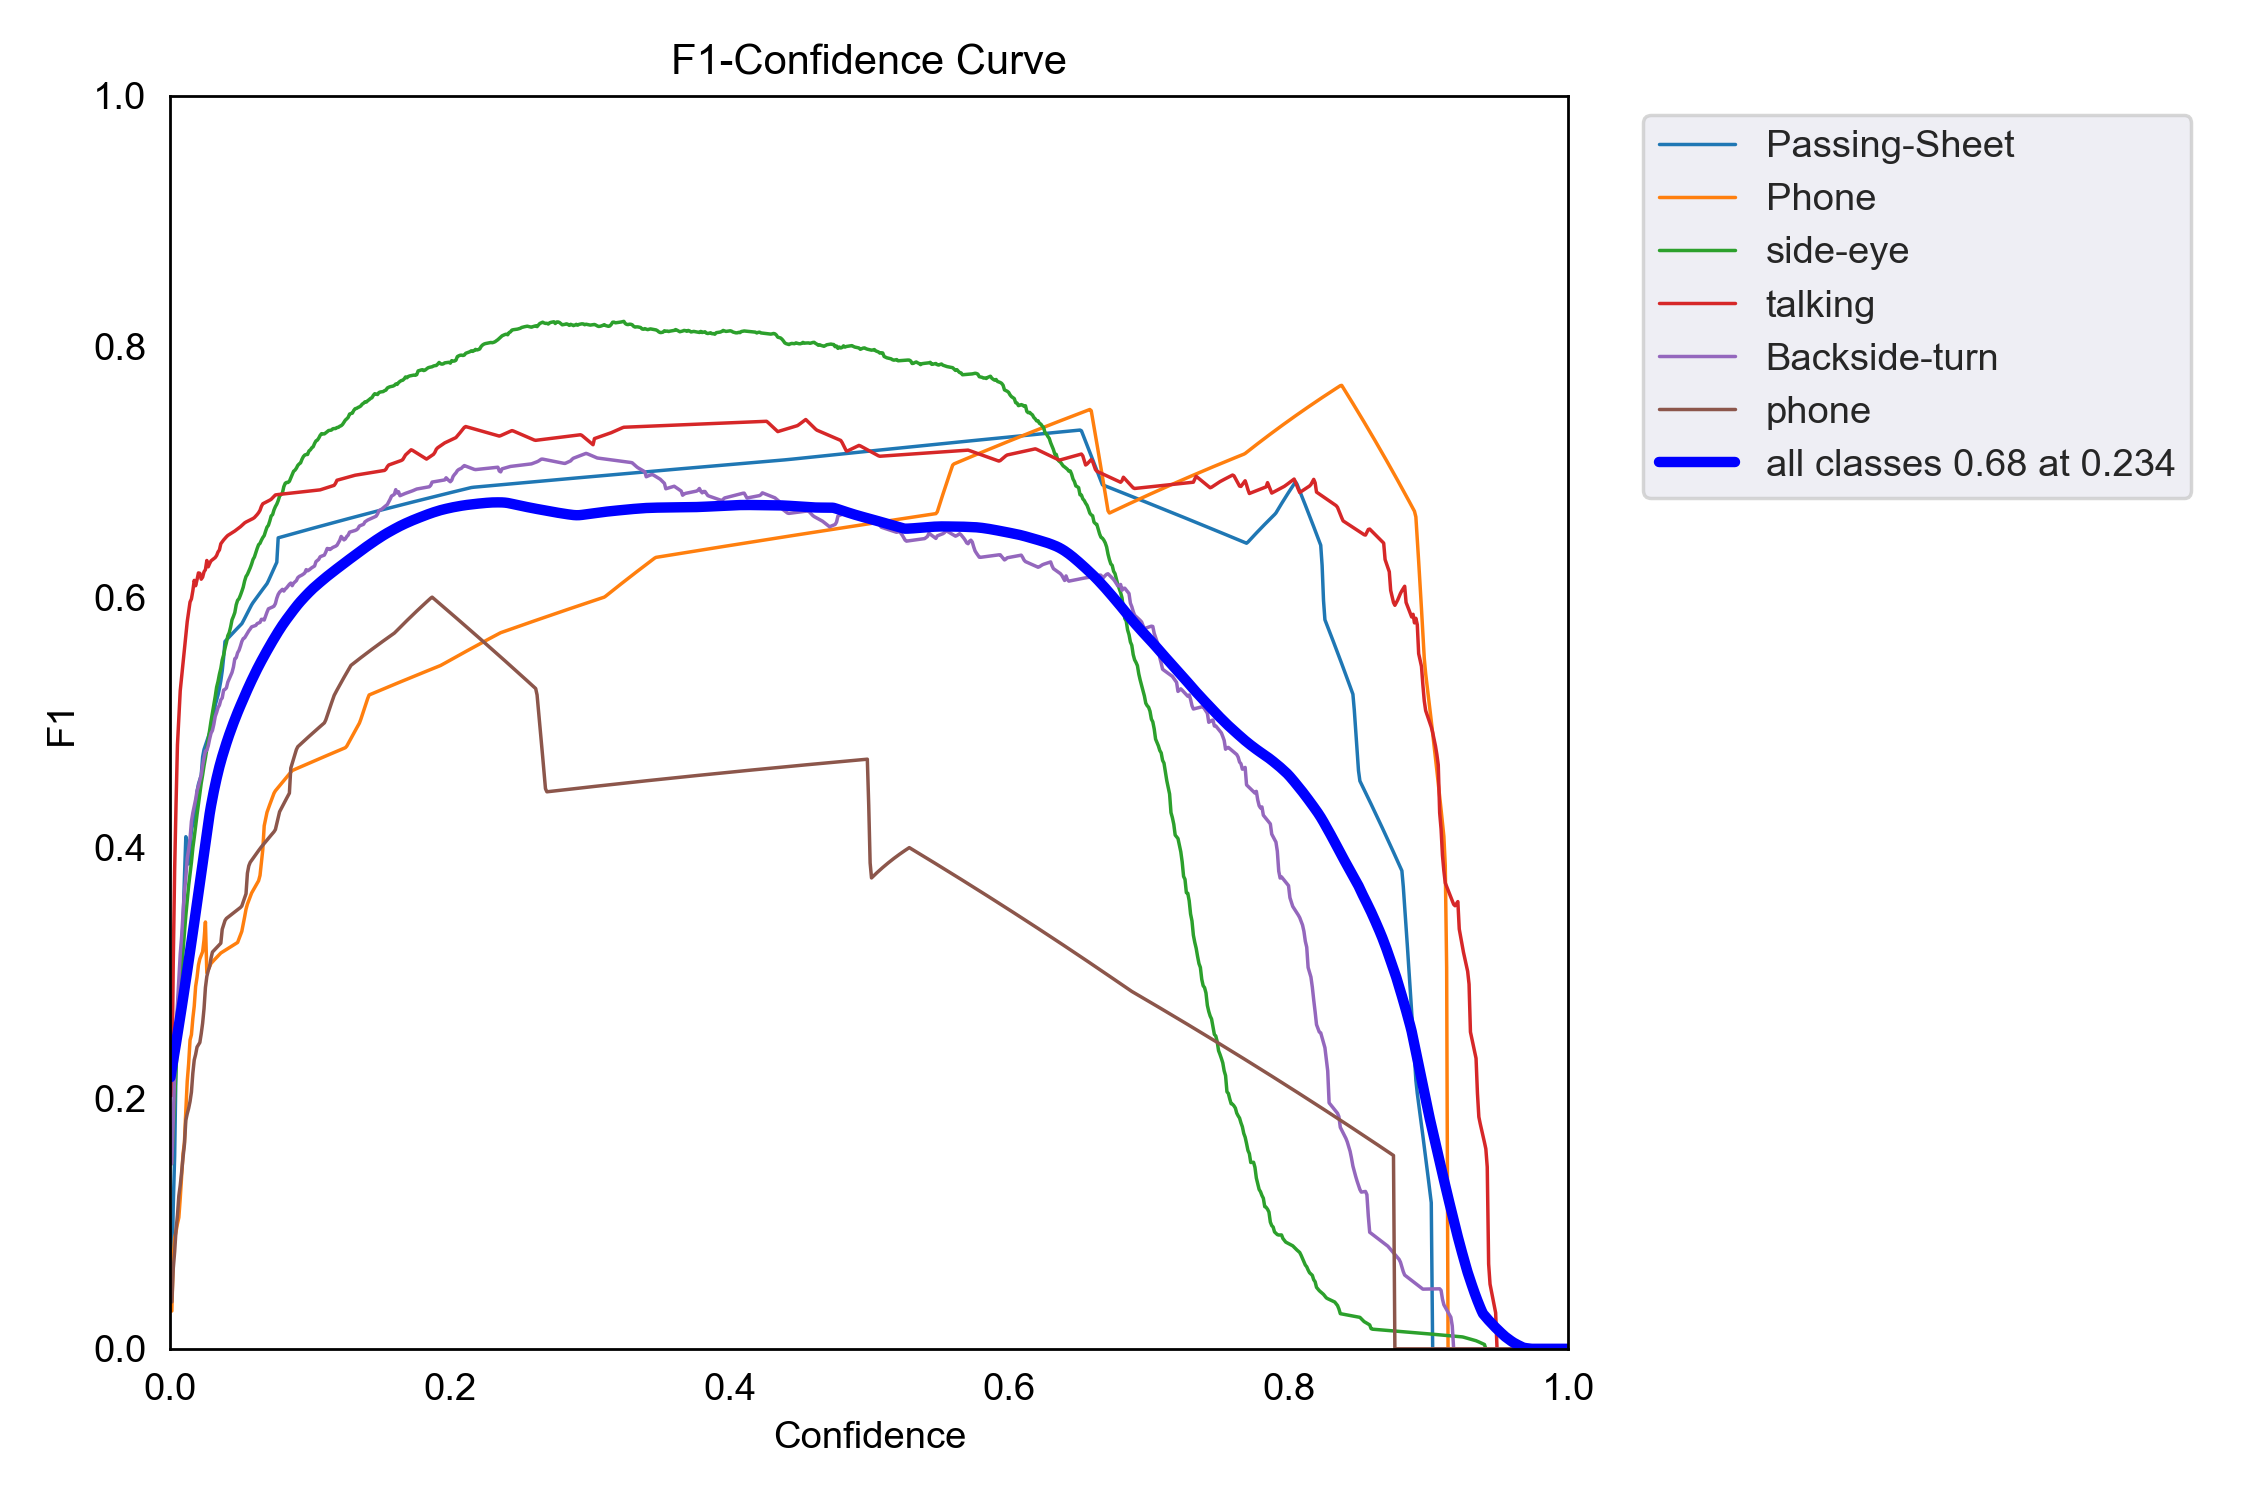 F1-Confidence Curve
1.0
0.8
0.6
0.4
0.2
0.0
F1
0.0 0.2 0.4 0.6 0.8 1.0
Confidence
Passing-Sheet
Phone
side-eye
talking
Backside-turn
phone
all classes 0.68 at 0.234